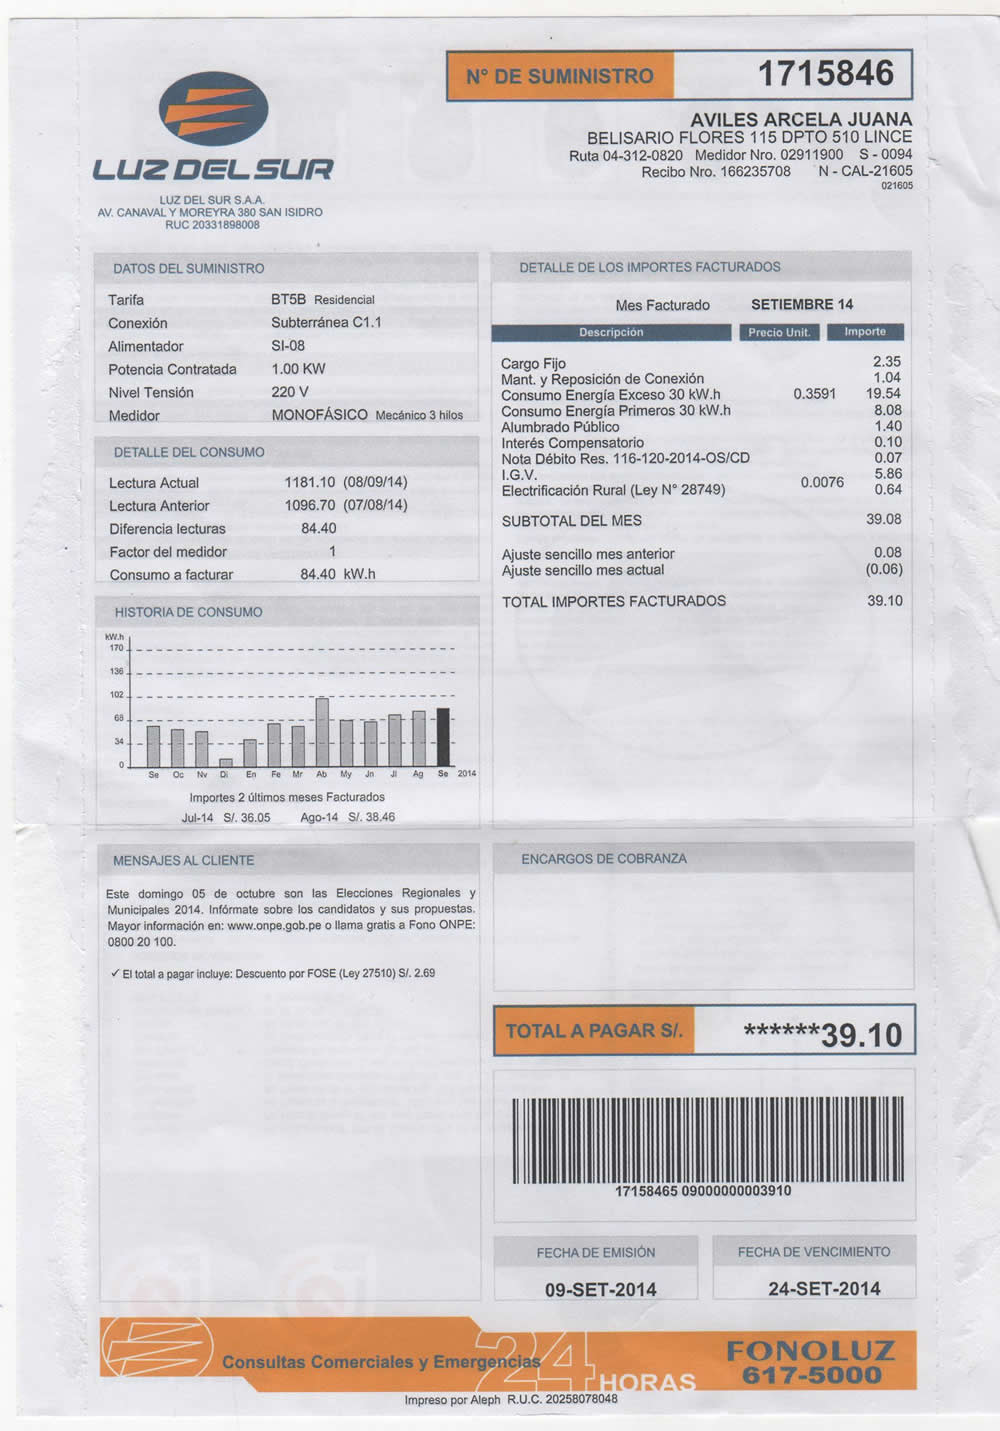 N° DE SUMINISTRO 1715846
AVILES ARCELA JUANA
BELISARIO FLORES 115 DPTO 510 LINCE
Ruta 04-312-0820 Medidor Nro. 02911900 S - 0094
Recibo Nro. 166235708 N - CAL-21605
021605
LUZ DEL SUR
LUZ DEL SUR S.A.A.
AV. CANAVAL Y MOREYRA 380 SAN ISIDRO
RUC 20331898008
DATOS DEL SUMINISTRO
Tarifa BT5B Residencial
Conexión Subterránea C1.1
Alimentador SI-08
Potencia Contratada 1.00 KW
Nivel Tensión 220 V
Medidor MONOFÁSICO Mecánico 3 hilos
DETALLE DEL CONSUMO
Lectura Actual 1181.10 (08/09/14)
Lectura Anterior 1096.70 (07/08/14)
Diferencia lecturas 84.40
Factor del medidor 1
Consumo a facturar 84.40 kW.h
HISTORIA DE CONSUMO
kW.h
170
136
102
68
34
0
Se Oc Nv Di En Fe Mr Ab My Jn Jl Ag Se 2014
Importes 2 últimos meses Facturados
Jul-14 S/. 36.05 Ago-14 S/. 38.46
DETALLE DE LOS IMPORTES FACTURADOS
Mes Facturado SETIEMBRE 14
Descripción Precio Unit. Importe
Cargo Fijo 2.35
Mant. y Reposición de Conexión 1.04
Consumo Energía Exceso 30 kW.h 0.3591 19.54
Consumo Energía Primeros 30 kW.h 8.08
Alumbrado Público 1.40
Interés Compensatorio 0.10
Nota Débito Res. 116-120-2014-OS/CD 0.07
I.G.V. 5.86
Electrificación Rural (Ley N° 28749) 0.0076 0.64
SUBTOTAL DEL MES 39.08
Ajuste sencillo mes anterior 0.08
Ajuste sencillo mes actual (0.06)
TOTAL IMPORTES FACTURADOS 39.10
MENSAJES AL CLIENTE
Este domingo 05 de octubre son las Elecciones Regionales y
Municipales 2014. Infórmate sobre los candidatos y sus propuestas.
Mayor información en: www.onpe.gob.pe o llama gratis a Fono ONPE:
0800 20 100.
✓ El total a pagar incluye: Descuento por FOSE (Ley 27510) S/. 2.69
ENCARGOS DE COBRANZA
TOTAL A PAGAR S/. ******39.10
17158465 09000000003910
FECHA DE EMISIÓN
09-SET-2014
FECHA DE VENCIMIENTO
24-SET-2014
Consultas Comerciales y Emergencias
24 HORAS
FONOLUZ
617-5000
Impreso por Aleph R.U.C. 20258078048